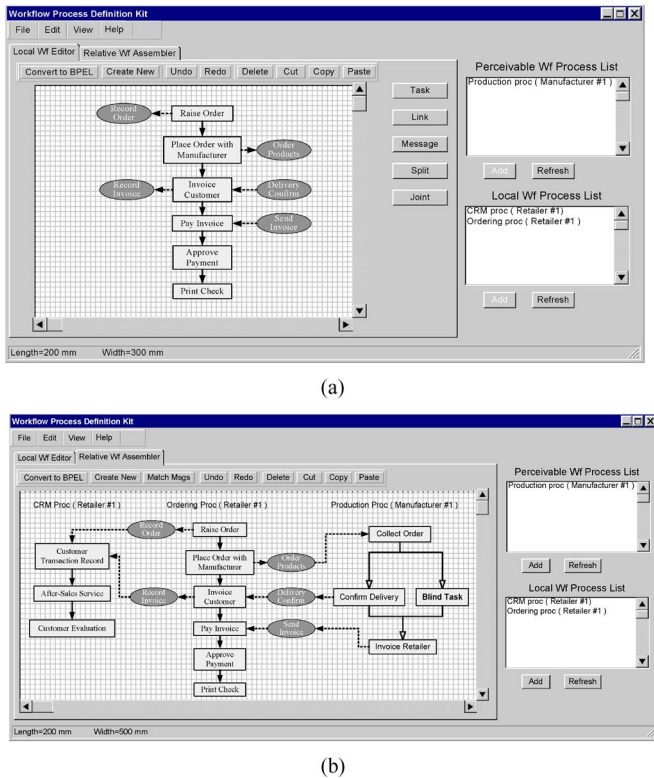 Workflow Process Definition Kit
File Edit View Help
Local Wf Editor Relative Wf Assembler
Convert to BPEL Create New Undo Redo Delete Cut Copy Paste
Record
Order
Raise Order
Place Order with
Manufacturer
Order
Products
Record
Invoice
Invoice
Customer
Delivery
Confirm
Pay Invoice
Send
Invoice
Approve
Payment
Print Check
Task
Link
Message
Split
Joint
Perceivable Wf Process List
Production proc ( Manufacturer #1 )
Add Refresh
Local Wf Process List
CRM proc ( Retailer #1)
Ordering proc ( Retailer #1 )
Add Refresh
Length=200 mm Width=300 mm
(a)
Workflow Process Definition Kit
File Edit View Help
Local Wf Editor Relative Wf Assembler
Convert to BPEL Create New Match Msgs Undo Redo Delete Cut Copy Paste
CRM Proc ( Retailer #1 ) Ordering Proc ( Retailer #1 ) Production Proc ( Manufacturer #1 )
Record
Order
Raise Order
Collect Order
Customer
Transaction Record
Place Order with
Manufacturer
Order
Products
After-Sales Service
Record
Invoice
Invoice
Customer
Delivery
Confirm
Confirm Delivery
Blind Task
Customer Evaluation
Pay Invoice
Send
Invoice
Invoice Retailer
Approve
Payment
Print Check
Perceivable Wf Process List
Production proc ( Manufacturer #1 )
Add Refresh
Local Wf Process List
CRM proc ( Retailer #1)
Ordering proc ( Retailer #1 )
Add Refresh
Length=200 mm Width=500 mm
(b)